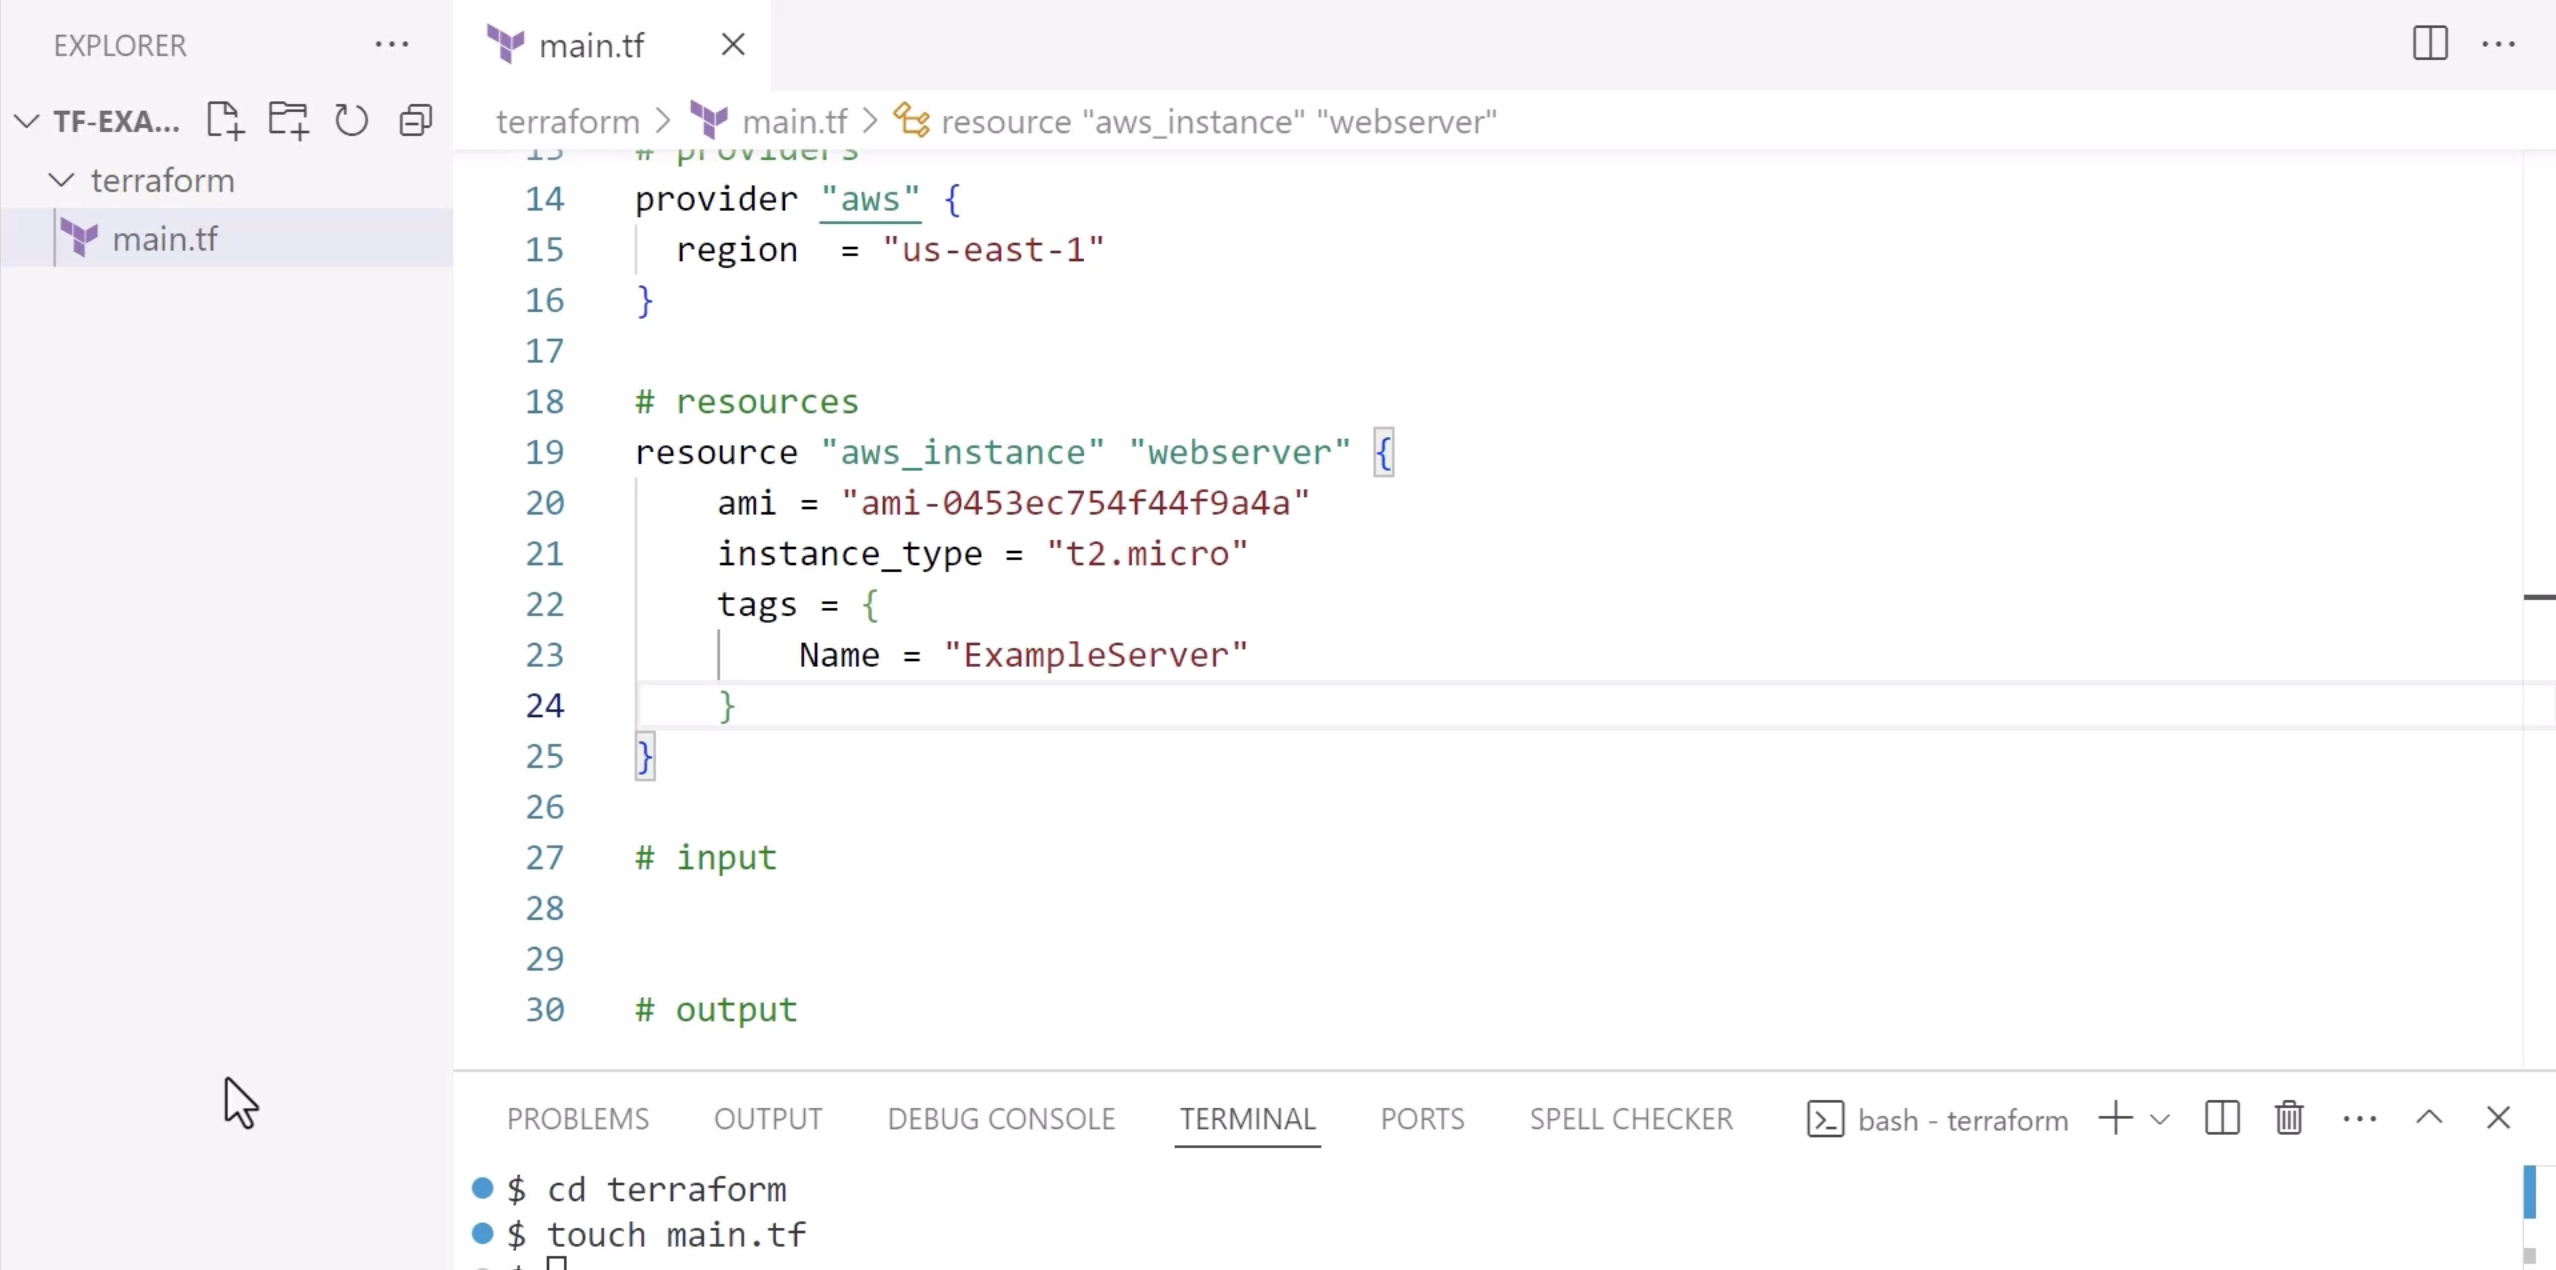 EXPLORER
main.tf
TF-EXA...
terraform
main.tf
terraform > main.tf > resource "aws_instance" "webserver"
13 # providers
14 provider "aws" {
15 region = "us-east-1"
16 }
17
18 # resources
19 resource "aws_instance" "webserver" {
20 ami = "ami-0453ec754f44f9a4a"
21 instance_type = "t2.micro"
22 tags = {
23 Name = "ExampleServer"
24 }
25 }
26
27 # input
28
29
30 # output
PROBLEMS OUTPUT DEBUG CONSOLE TERMINAL PORTS SPELL CHECKER bash - terraform
$ cd terraform
$ touch main.tf
$